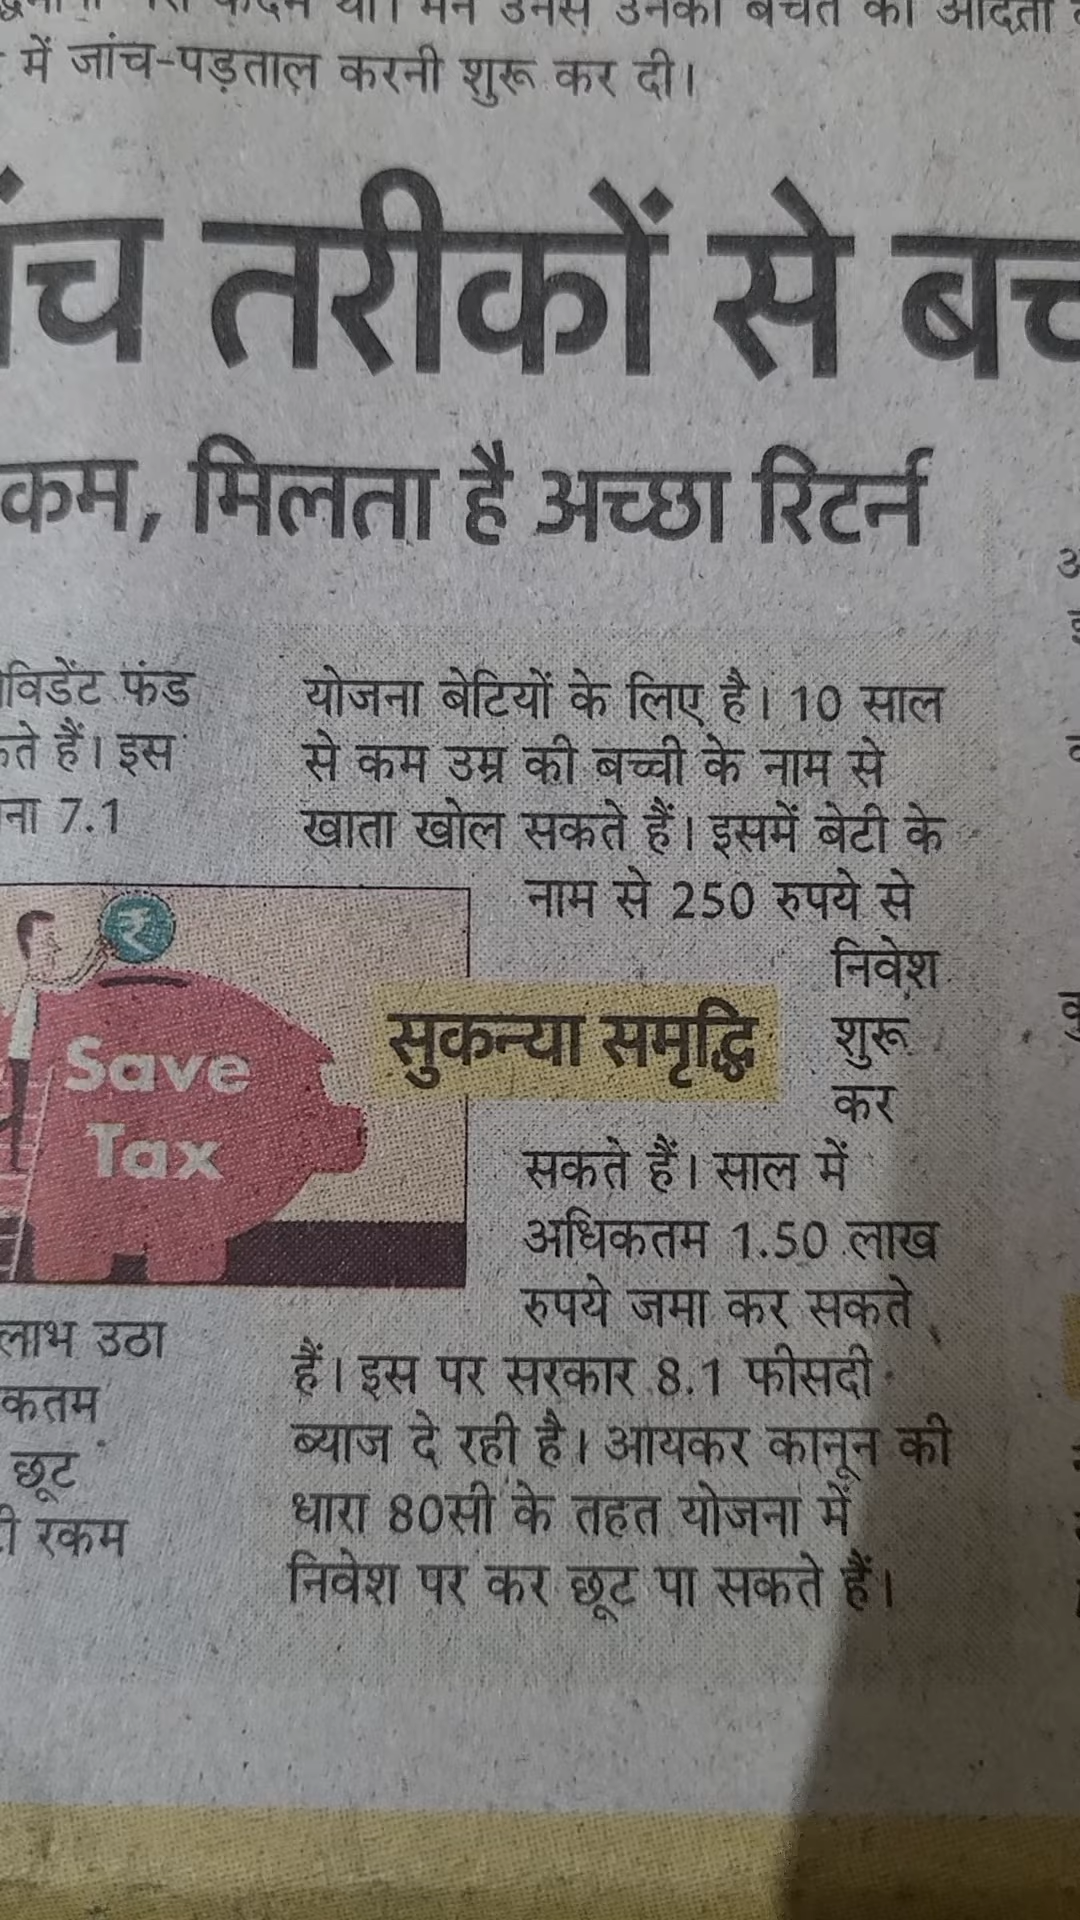 में जांच-पड़ताल करनी शुरू कर दी।
तरीकों से
कम, मिलता है अच्छा रिटर्न
फंड
हैं। इस
7.1
Save
Tax
लाभ उठा
छूट
रकम
योजना बेटियों के लिए है। 10 साल
से कम उम्र की बच्ची के नाम से
खाता खोल सकते हैं। इसमें बेटी के
नाम से 250 रुपये से
निवेश
शुरू
कर
सुकन्या समृद्धि
सकते हैं। साल में
अधिकतम 1.50 लाख
रुपये जमा कर सकते
हैं। इस पर सरकार 8.1 फीसदी
ब्याज दे रही है। आयकर कानून की
धारा 80सी के तहत योजना में
निवेश पर कर छूट पा सकते हैं।